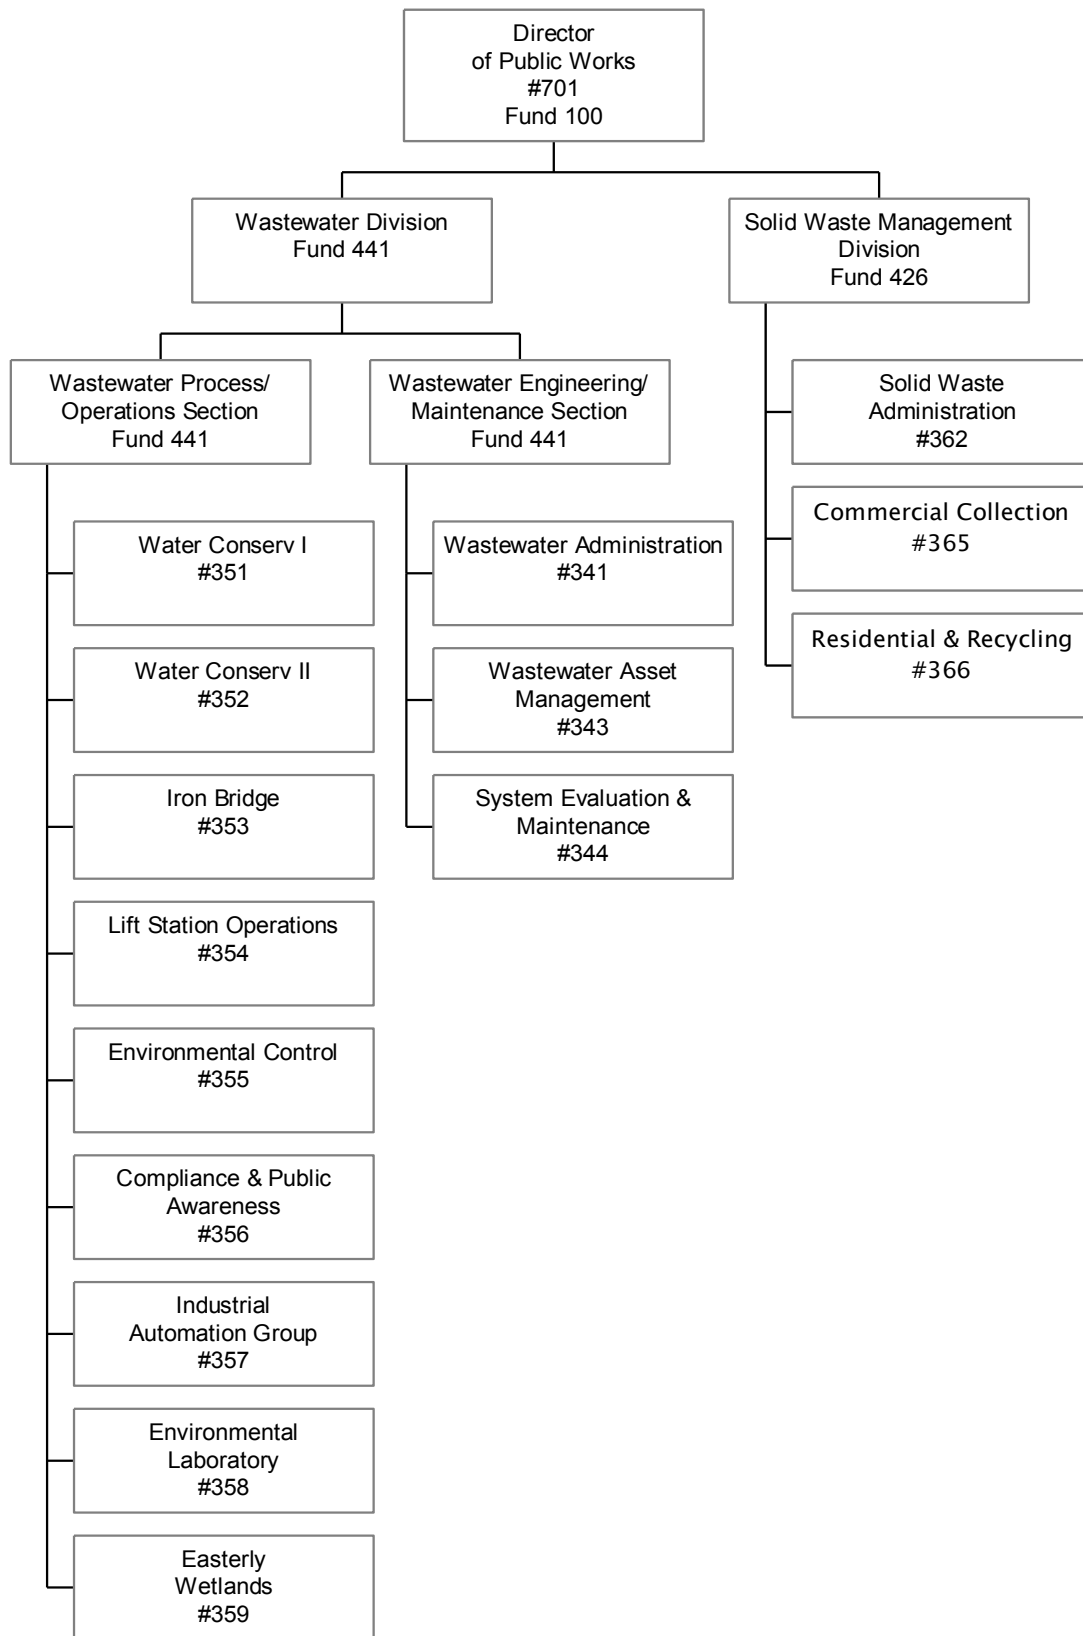 Director
of Public Works
#701
Fund 100
Wastewater Division
Fund 441
Solid Waste Management
Division
Fund 426
Wastewater Process/
Operations Section
Fund 441
Wastewater Engineering/
Maintenance Section
Fund 441
Solid Waste
Administration
#362
Commercial Collection
#365
Residential & Recycling
#366
Water Conserv I
#351
Water Conserv II
#352
Iron Bridge
#353
Lift Station Operations
#354
Environmental Control
#355
Compliance & Public
Awareness
#356
Industrial
Automation Group
#357
Environmental
Laboratory
#358
Easterly
Wetlands
#359
Wastewater Administration
#341
Wastewater Asset
Management
#343
System Evaluation &
Maintenance
#344